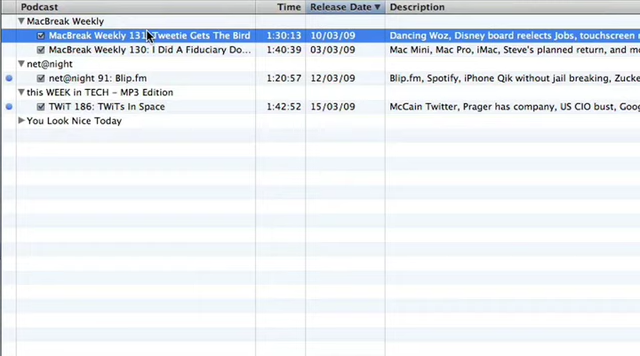 Podcast Time Release Date Description
MacBreak Weekly
MacBreak Weekly 131: Tweetie Gets The Bird 1:30:13 10/03/09 Dancing Woz, Disney board reelects Jobs, touchscreen
MacBreak Weekly 130: I Did A Fiduciary Do... 1:40:39 03/03/09 Mac Mini, Mac Pro, iMac, Steve's planned return, and m
net@night
net@night 91: Blip.fm 1:20:57 12/03/09 Blip.fm, Spotify, iPhone Qik without jail breaking, Zucke
this WEEK in TECH - MP3 Edition
TWiT 186: TWiTs In Space 1:42:52 15/03/09 McCain Twitter, Prager has company, US CIO bust, Goog
You Look Nice Today